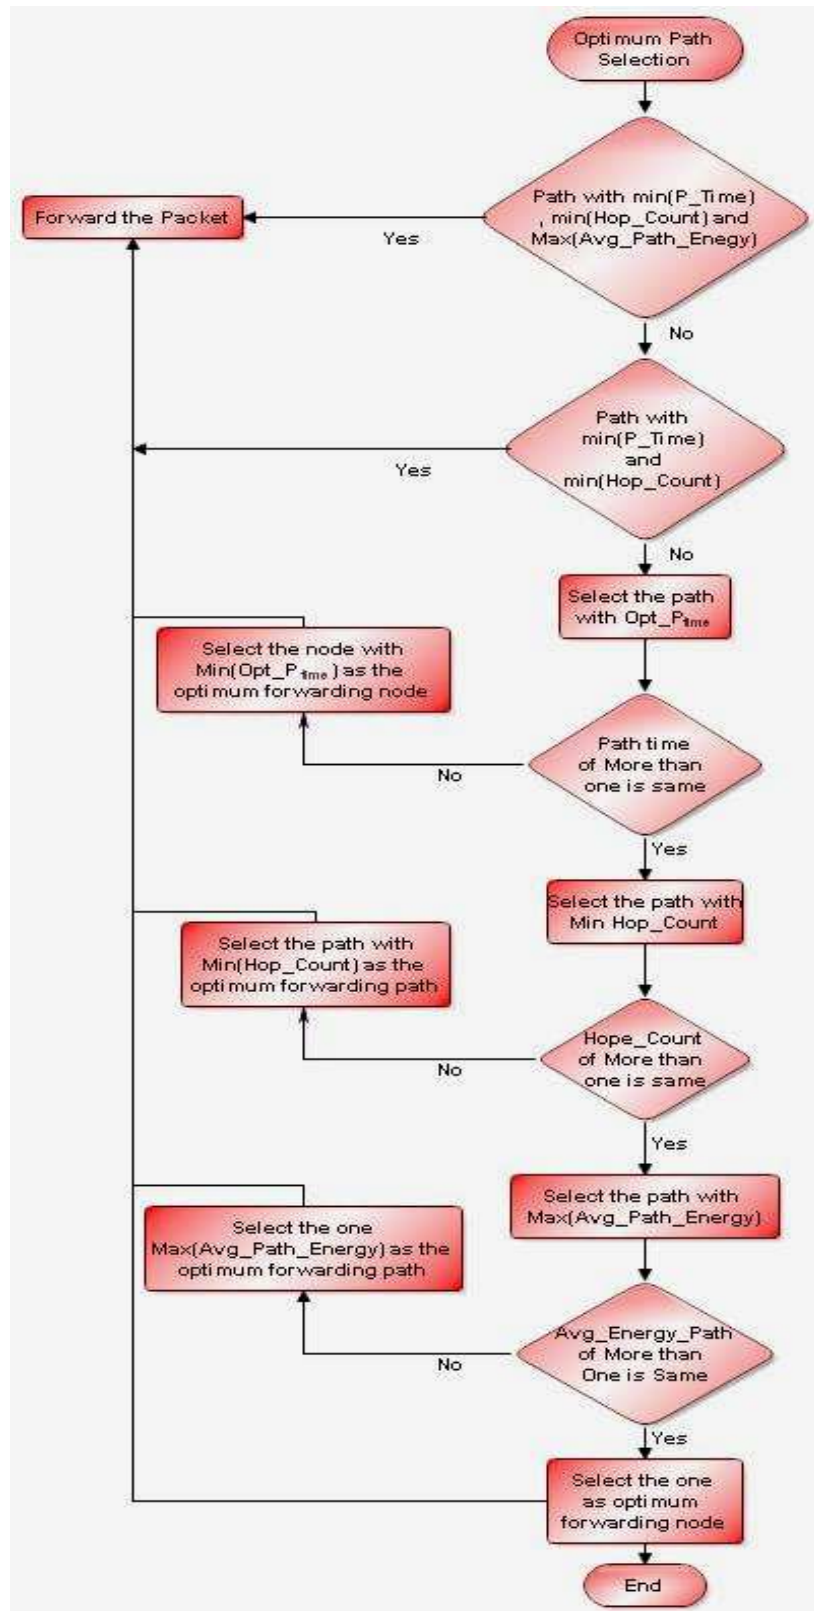 Optimum Path
Selection
Path with min(P_Time)
, min(Hop_Count) and
Max(Avg_Path_Enegy)
Forward the Packet
Yes
No
Path with
min(P_Time)
and
min(Hop_Count)
Yes
No
Select the path
with Opt_Ptime
Select the node with
Min(Opt_Ptime) as the
optimum forwarding node
Path time
of More than
one is same
No
Yes
Select the path with
Min Hop_Count
Select the path with
Min(Hop_Count) as the
optimum forwarding path
Hope_Count
of More than
one is same
No
Yes
Select the path with
Max(Avg_Path_Energy)
Select the one
Max(Avg_Path_Energy) as the
optimum forwarding path
Avg_Energy_Path
of More than
One is Same
No
Yes
Select the one
as optimum
forwarding node
End